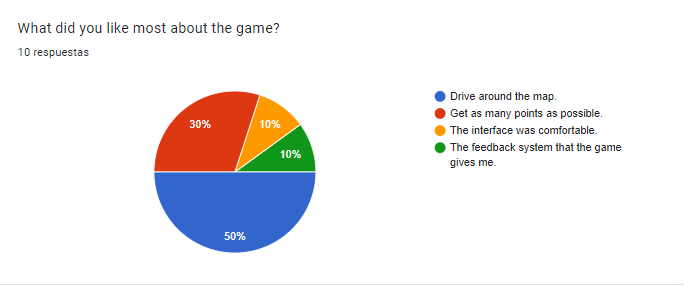 What did you like most about the game?
10 respuestas
30%
10%
10%
50%
Drive around the map.
Get as many points as possible.
The interface was comfortable.
The feedback system that the game
gives me.